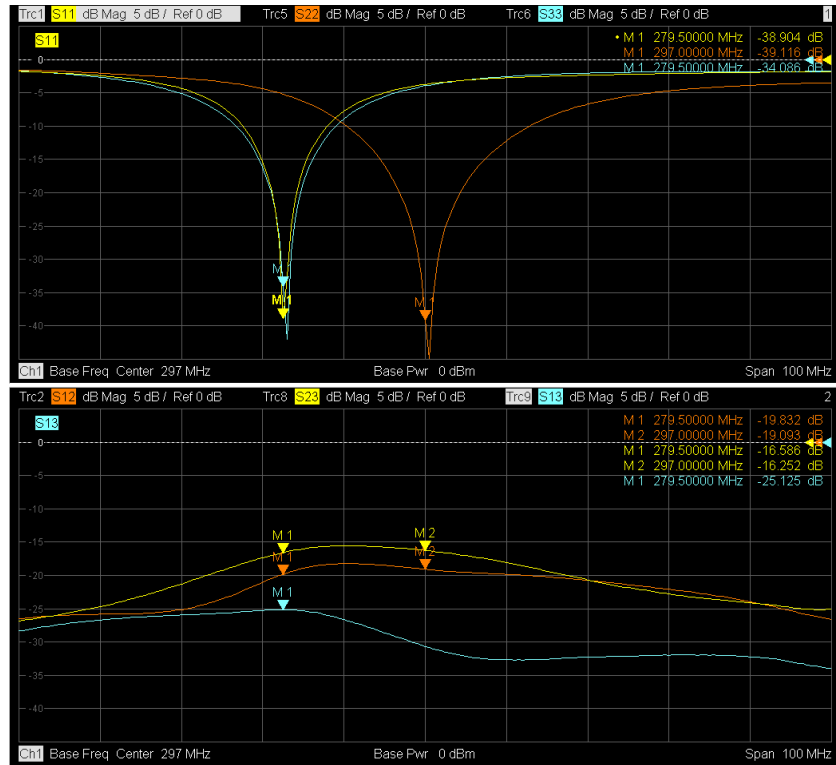 Trc1 S11 dB Mag 5 dB / Ref 0 dB Trc5 S22 dB Mag 5 dB / Ref 0 dB Trc6 S33 dB Mag 5 dB / Ref 0 dB 1
S11
• M 1 279.50000 MHz -38.904 dB
M 1 297.00000 MHz -39.116 dB
M 1 279.50000 MHz -34.086 dB
0
-5
-10
-15
-20
-25
-30
-35
-40
M
M 1
M 1
Ch1 Base Freq Center 297 MHz Base Pwr 0 dBm Span 100 MHz
Trc2 S12 dB Mag 5 dB / Ref 0 dB Trc8 S23 dB Mag 5 dB / Ref 0 dB Trc9 S13 dB Mag 5 dB / Ref 0 dB 2
S13
M 1 279.50000 MHz -19.832 dB
M 2 297.00000 MHz -19.093 dB
M 1 279.50000 MHz -16.586 dB
M 2 297.00000 MHz -16.252 dB
M 1 279.50000 MHz -25.125 dB
0
-5
-10
-15
-20
-25
-30
-35
-40
M 1 M 2
M 1 M 2
M 1
Ch1 Base Freq Center 297 MHz Base Pwr 0 dBm Span 100 MHz